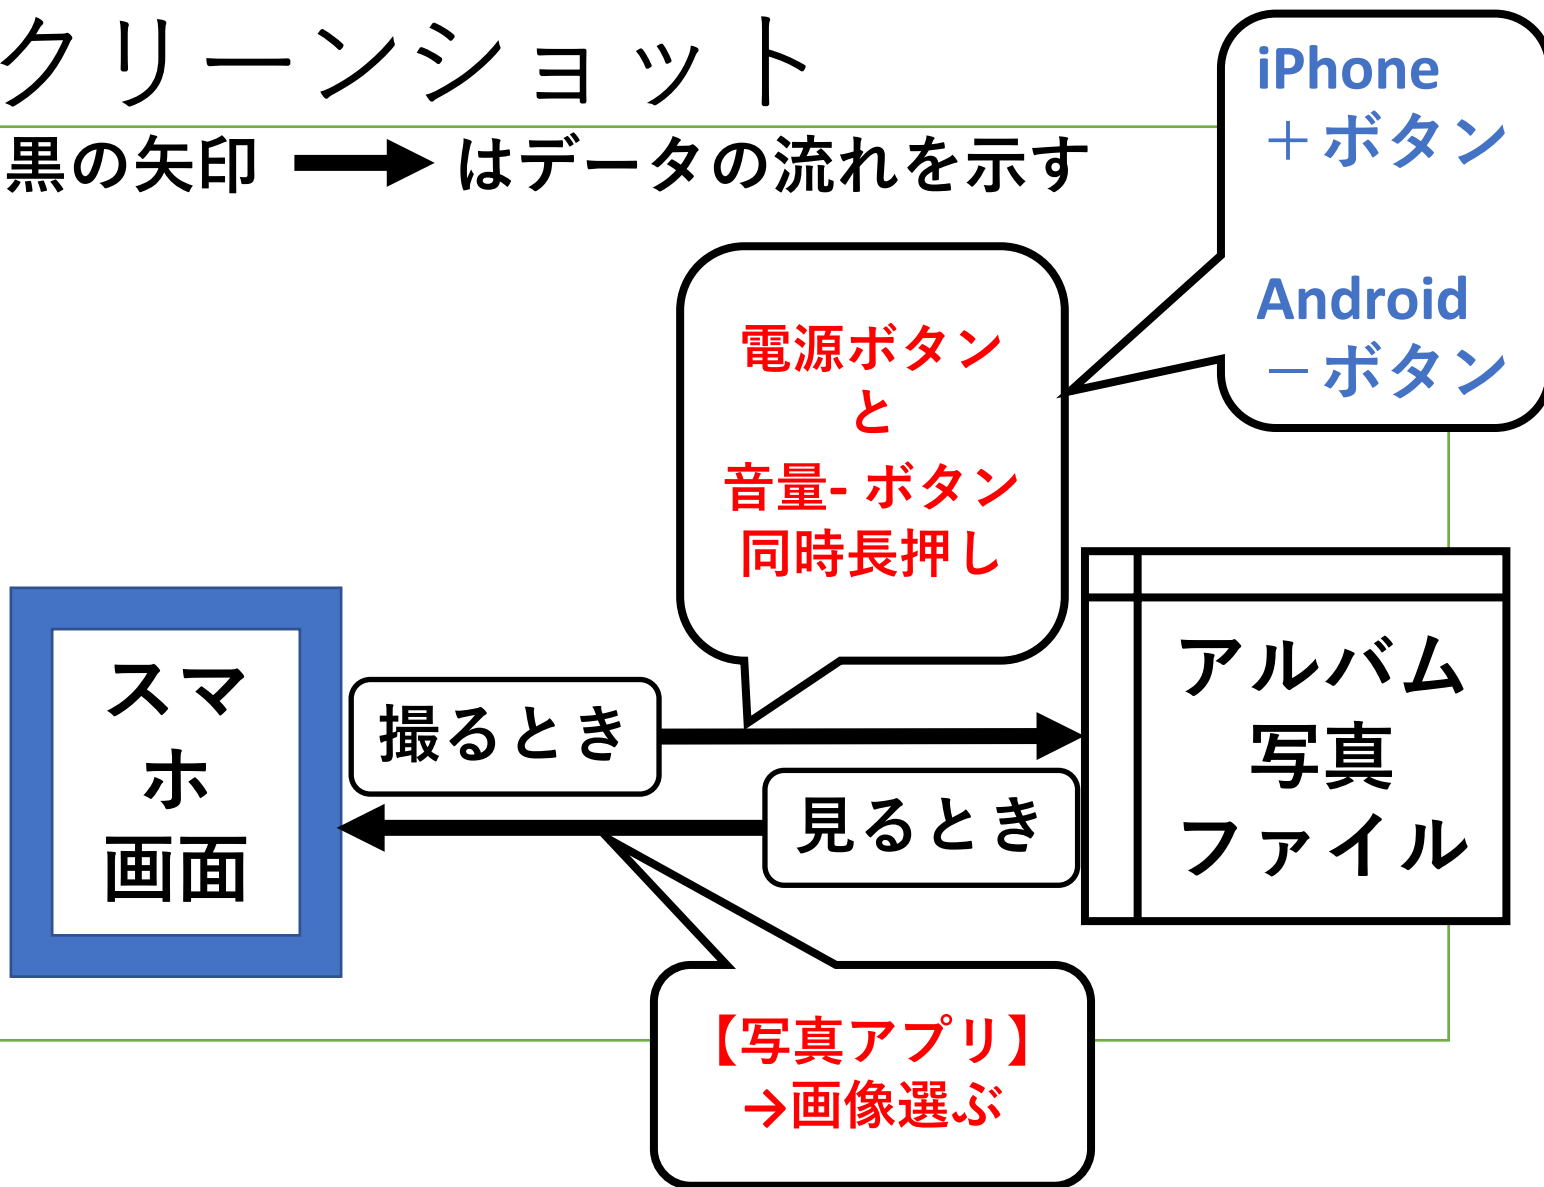 クリーンショット
黒の矢印 はデータの流れを示す
iPhone
＋ボタン
Android
－ボタン
電源ボタン
と
音量- ボタン
同時長押し
スマ
ホ
画面
撮るとき
見るとき
アルバム
写真
ファイル
【写真アプリ】
→画像選ぶ